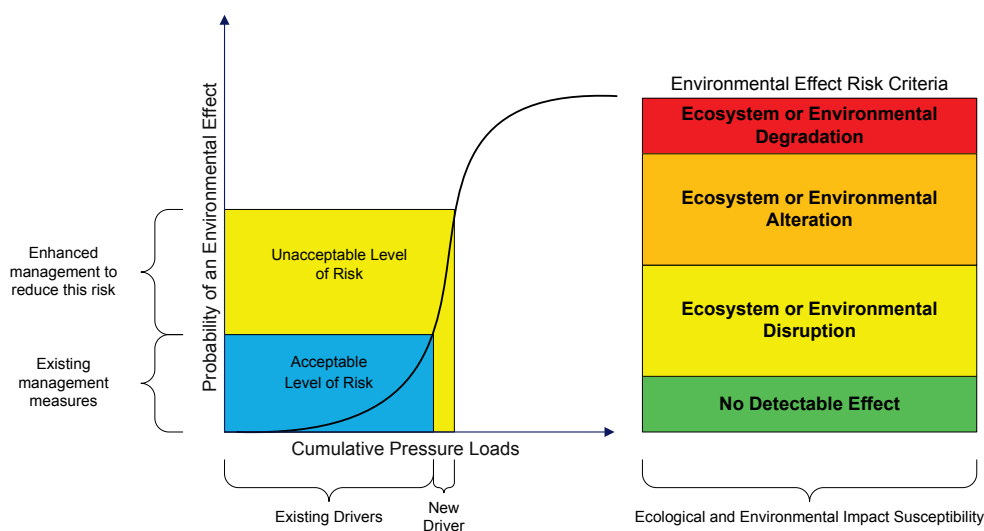 Probability of an Environmental Effect
Enhanced
management to
reduce this risk
Existing
management
measures
Unacceptable Level
of Risk
Acceptable
Level of Risk
Cumulative Pressure Loads
Existing Drivers
New
Driver
Environmental Effect Risk Criteria
Ecosystem or Environmental
Degradation
Ecosystem or Environmental
Alteration
Ecosystem or Environmental
Disruption
No Detectable Effect
Ecological and Environmental Impact Susceptibility